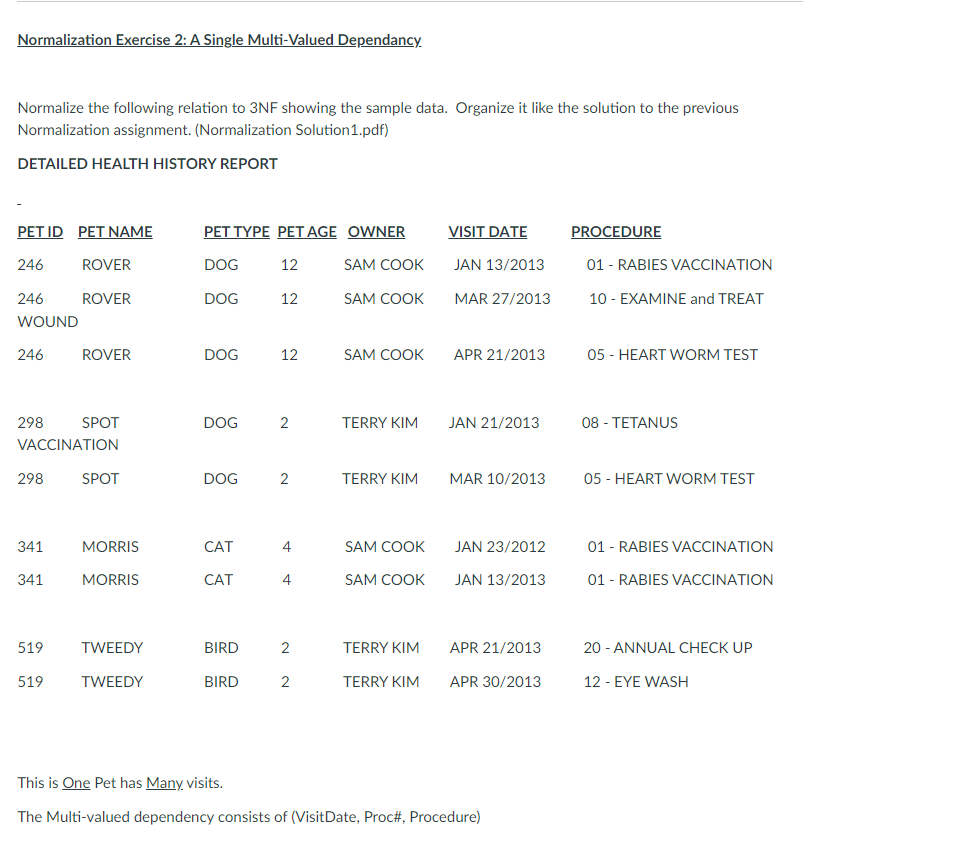 Normalization Exercise 2: A Single Multi-Valued Dependancy
Normalize the following relation to 3NF showing the sample data. Organize it like the solution to the previous
Normalization assignment. (Normalization Solution1.pdf)
DETAILED HEALTH HISTORY REPORT
PET ID PET NAME PET TYPE PET AGE OWNER VISIT DATE PROCEDURE
246 ROVER DOG 12 SAM COOK JAN 13/2013 01 - RABIES VACCINATION
246 ROVER DOG 12 SAM COOK MAR 27/2013 10 - EXAMINE and TREAT
WOUND
246 ROVER DOG 12 SAM COOK APR 21/2013 05 - HEART WORM TEST
298 SPOT DOG 2 TERRY KIM JAN 21/2013 08 - TETANUS
VACCINATION
298 SPOT DOG 2 TERRY KIM MAR 10/2013 05 - HEART WORM TEST
341 MORRIS CAT 4 SAM COOK JAN 23/2012 01 - RABIES VACCINATION
341 MORRIS CAT 4 SAM COOK JAN 13/2013 01 - RABIES VACCINATION
519 TWEEDY BIRD 2 TERRY KIM APR 21/2013 20 - ANNUAL CHECK UP
519 TWEEDY BIRD 2 TERRY KIM APR 30/2013 12 - EYE WASH
This is One Pet has Many visits.
The Multi-valued dependency consists of (VisitDate, Proc#, Procedure)